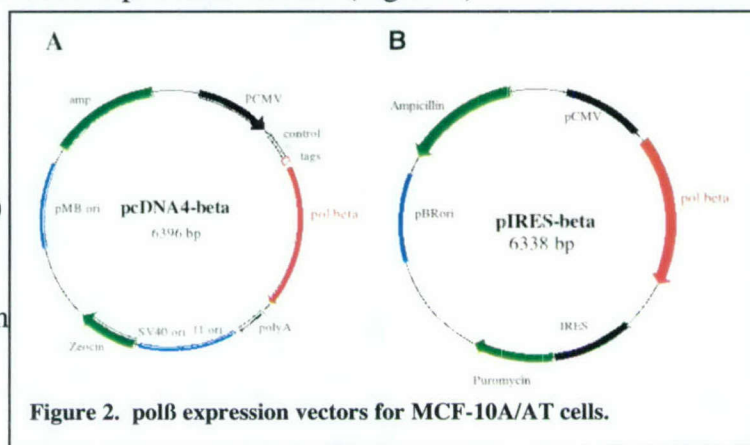 A
B
amp
PCMV
control
tags
pol beta
pMB ori
pcDNA4-beta
6396 bp
polyA
SV40 ori f1 ori
Zeocin
Ampicillin
pCMV
pol beta
pBRori
pIRES-beta
6338 bp
IRES
Puromycin
Figure 2. polß expression vectors for MCF-10A/AT cells.